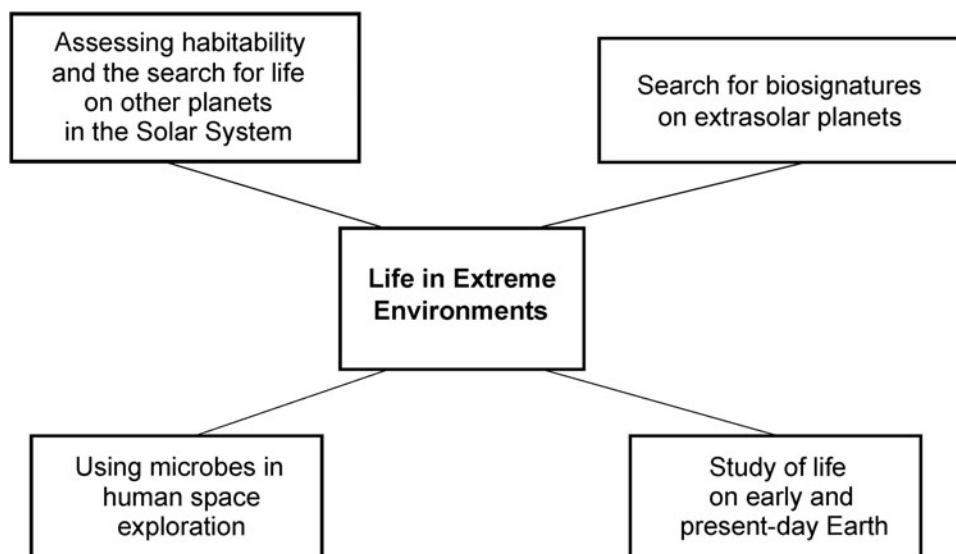 Assessing habitability
and the search for life
on other planets
in the Solar System
Search for biosignatures
on extrasolar planets
Life in Extreme
Environments
Using microbes in
human space
exploration
Study of life
on early and
present-day Earth